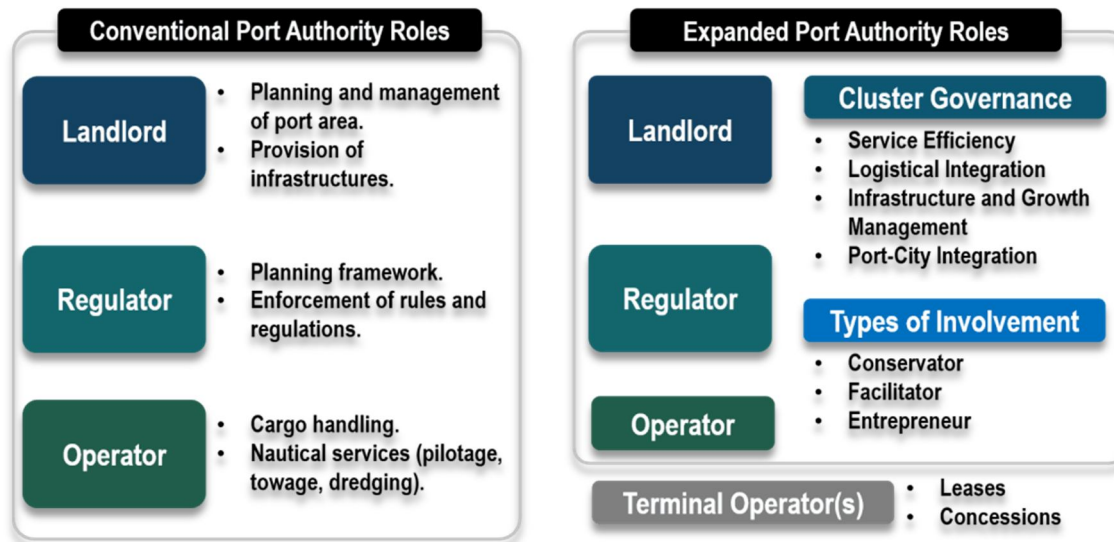 Conventional Port Authority Roles
Landlord
• Planning and management
of port area.
• Provision of
infrastructures.
Regulator
• Planning framework.
• Enforcement of rules and
regulations.
Operator
• Cargo handling.
• Nautical services (pilotage,
towage, dredging).
Expanded Port Authority Roles
Landlord
Regulator
Operator
Cluster Governance
• Service Efficiency
• Logistical Integration
• Infrastructure and Growth
Management
• Port-City Integration
Types of Involvement
• Conservator
• Facilitator
• Entrepreneur
Terminal Operator(s)
• Leases
• Concessions